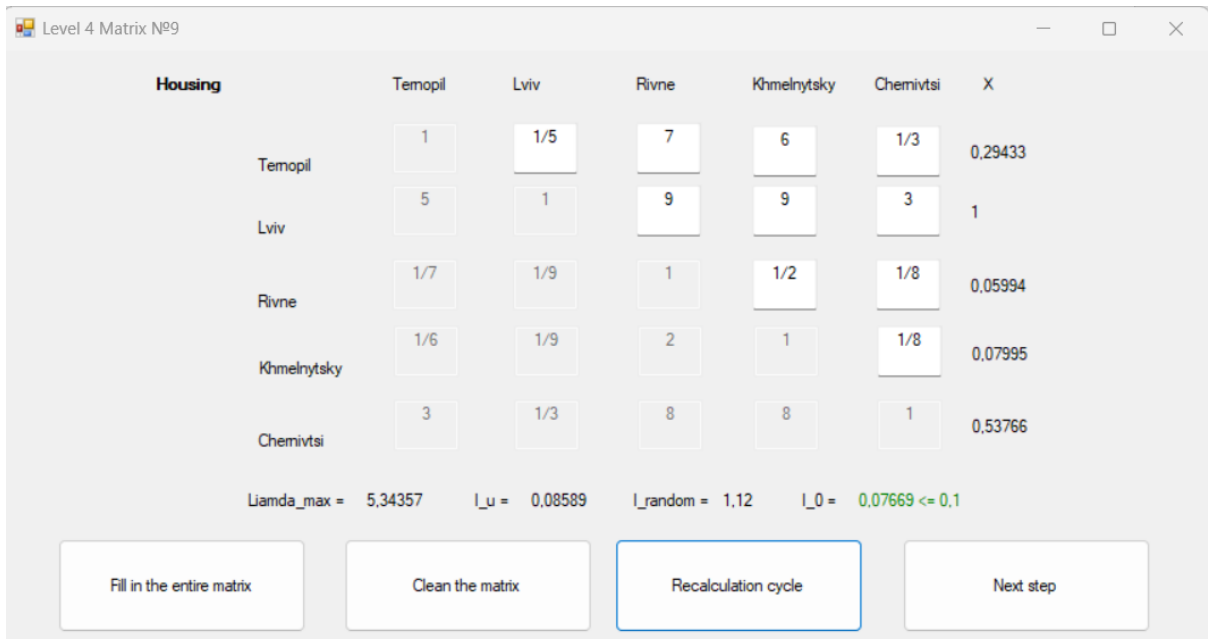 Level 4 Matrix №9
Housing Ternopil Lviv Rivne Khmelnytsky Chernivtsi X
Ternopil 1 1/5 7 6 1/3 0,29433
Lviv 5 1 9 9 3 1
Rivne 1/7 1/9 1 1/2 1/8 0,05994
Khmelnytsky 1/6 1/9 2 1 1/8 0,07995
Chernivtsi 3 1/3 8 8 1 0,53766
Liamda_max = 5,34357 I_u = 0,08589 I_random = 1,12 I_0 = 0,07669 <= 0,1
Fill in the entire matrix Clean the matrix Recalculation cycle Next step